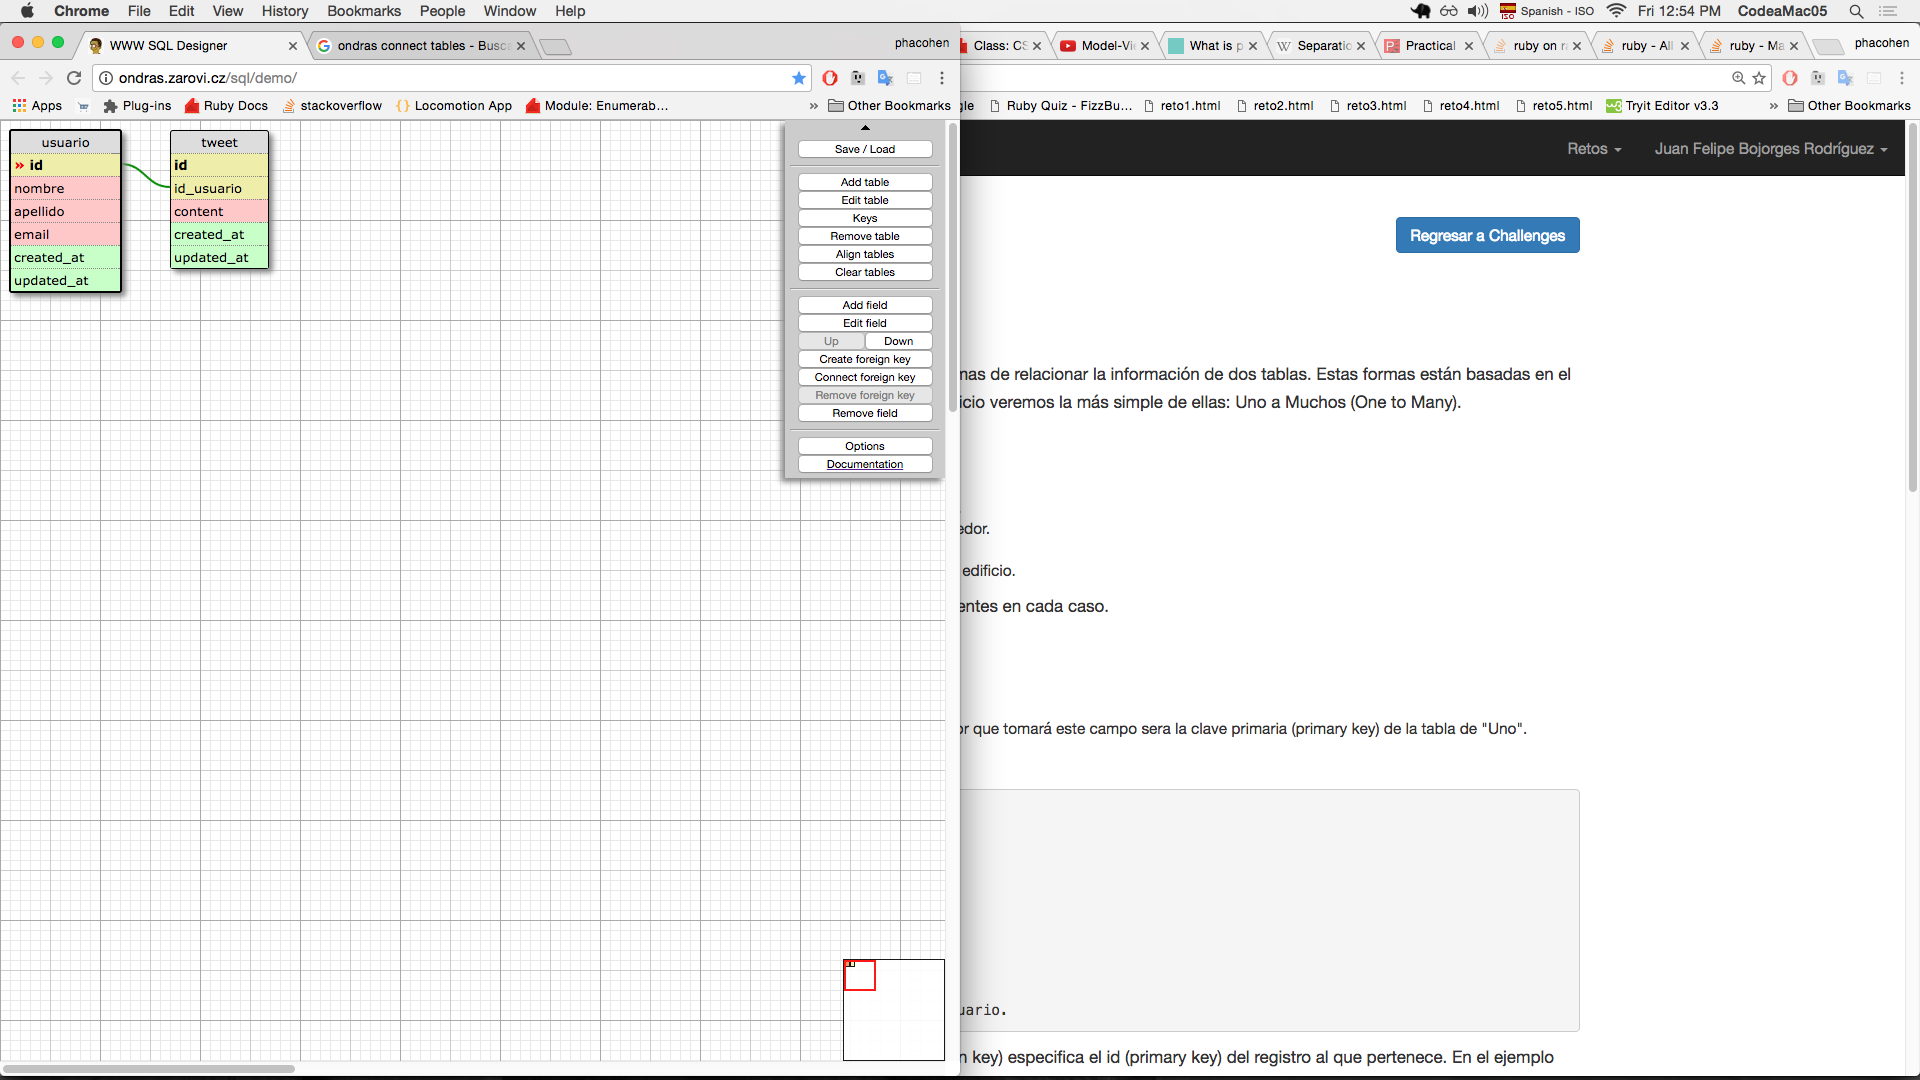 Chrome File Edit View History Bookmarks People Window Help
Spanish - ISO Fri 12:54 PM CodeaMac05
WWW SQL Designer
ondras connect tables - Busca
phacohen
Class: CS
Model-Vi
What is p
Separatio
Practical
ruby on r
ruby - All
ruby - Ma
phacohen
ondras.zarovi.cz/sql/demo/
Apps Plug-ins Ruby Docs stackoverflow Locomotion App Module: Enumerab... » Other Bookmarks
gle Ruby Quiz - FizzBu... reto1.html reto2.html reto3.html reto4.html reto5.html Tryit Editor v3.3 » Other Bookmarks
usuario
» id
nombre
apellido
email
created_at
updated_at
tweet
id
id_usuario
content
created_at
updated_at
Save / Load
Add table
Edit table
Keys
Remove table
Align tables
Clear tables
Add field
Edit field
Up Down
Create foreign key
Connect foreign key
Remove foreign key
Remove field
Options
Documentation
Retos Juan Felipe Bojorges Rodríguez
Regresar a Challenges
mas de relacionar la información de dos tablas. Estas formas están basadas en el
icio veremos la más simple de ellas: Uno a Muchos (One to Many).
edor.
edificio.
entes en cada caso.
or que tomará este campo sera la clave primaria (primary key) de la tabla de "Uno".
uario.
n key) especifica el id (primary key) del registro al que pertenece. En el ejemplo